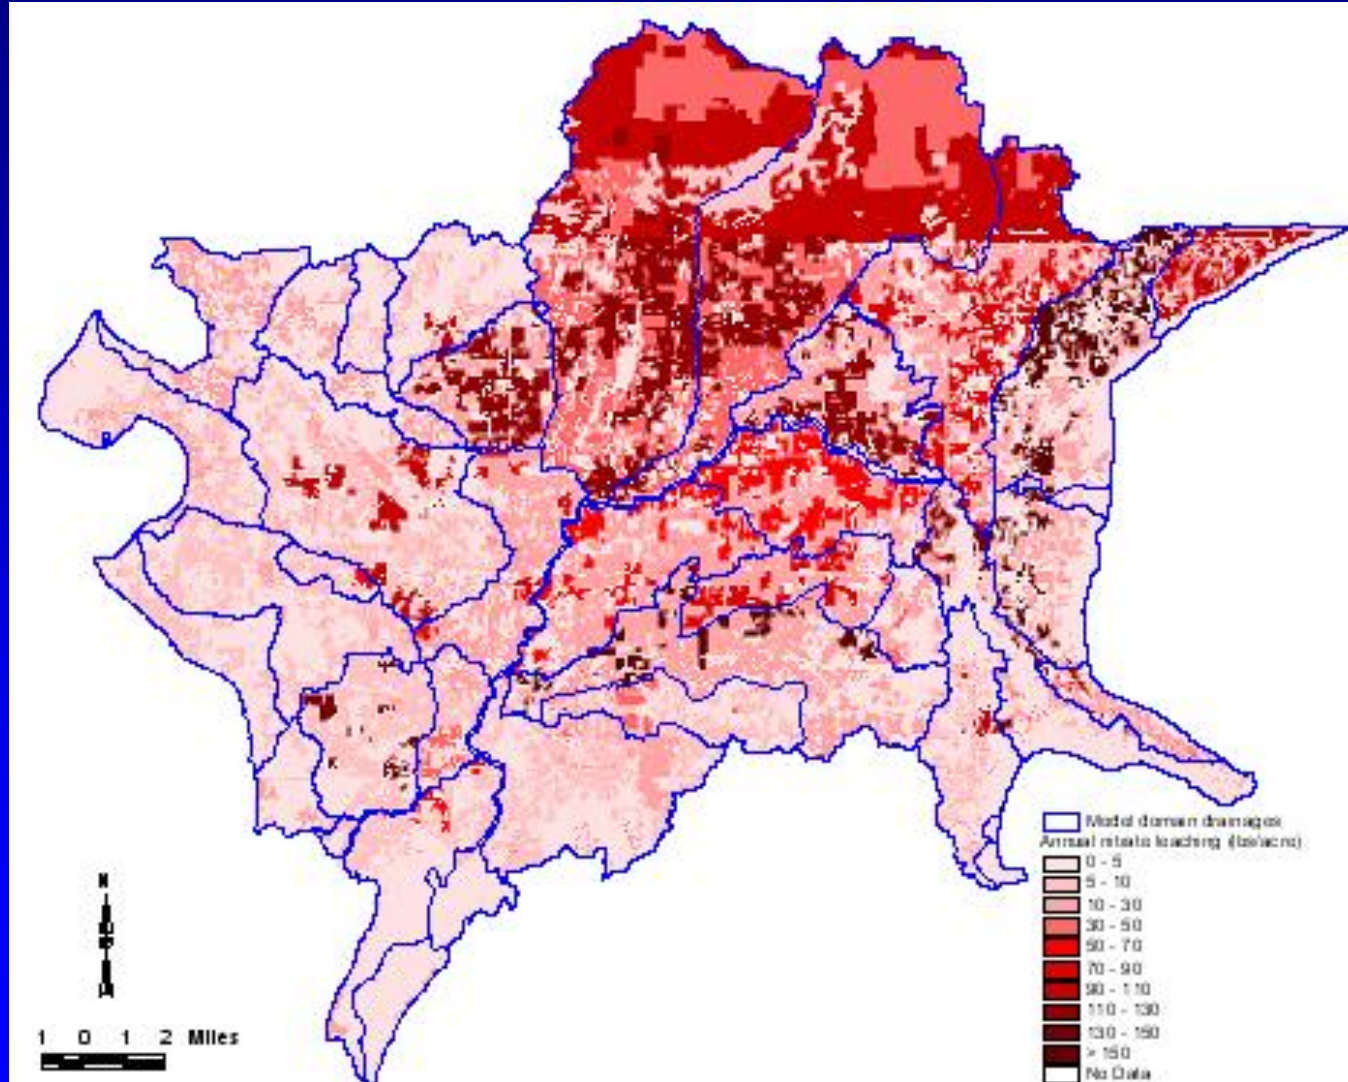 N
1 0 1 2 Miles
Model domain drainages
Annual nitrate leaching (lbs/acre)
0 - 5
5 - 10
10 - 30
30 - 50
50 - 70
70 - 90
90 - 110
110 - 130
130 - 150
> 150
No Data